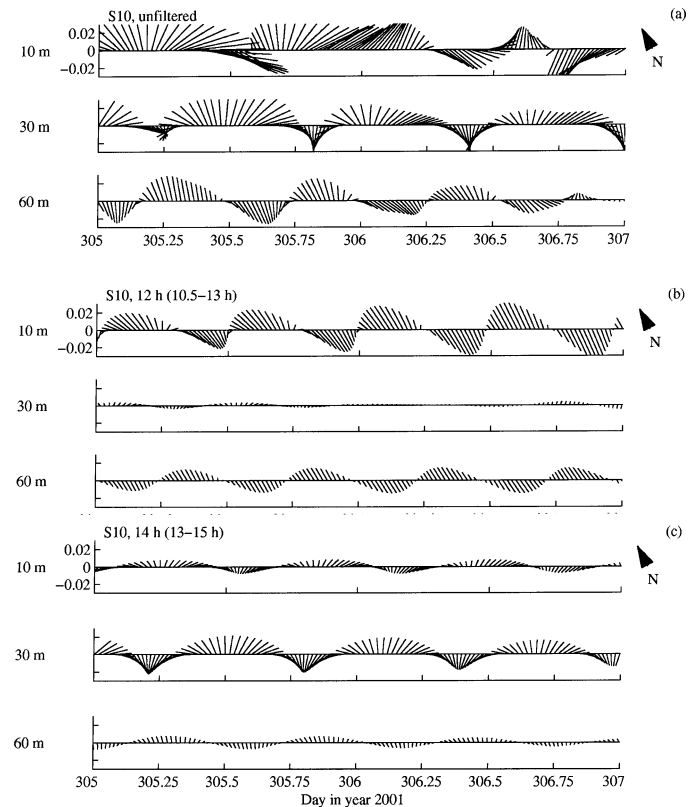 S10, unfiltered (a)
0.02
10 m 0
−0.02
N
30 m
60 m
305 305.25 305.5 305.75 306 306.25 306.5 306.75 307
S10, 12 h (10.5−13 h) (b)
0.02
10 m 0
−0.02
N
30 m
60 m
S10, 14 h (13−15 h) (c)
0.02
10 m 0
−0.02
N
30 m
60 m
305 305.25 305.5 305.75 306 306.25 306.5 306.75 307
Day in year 2001